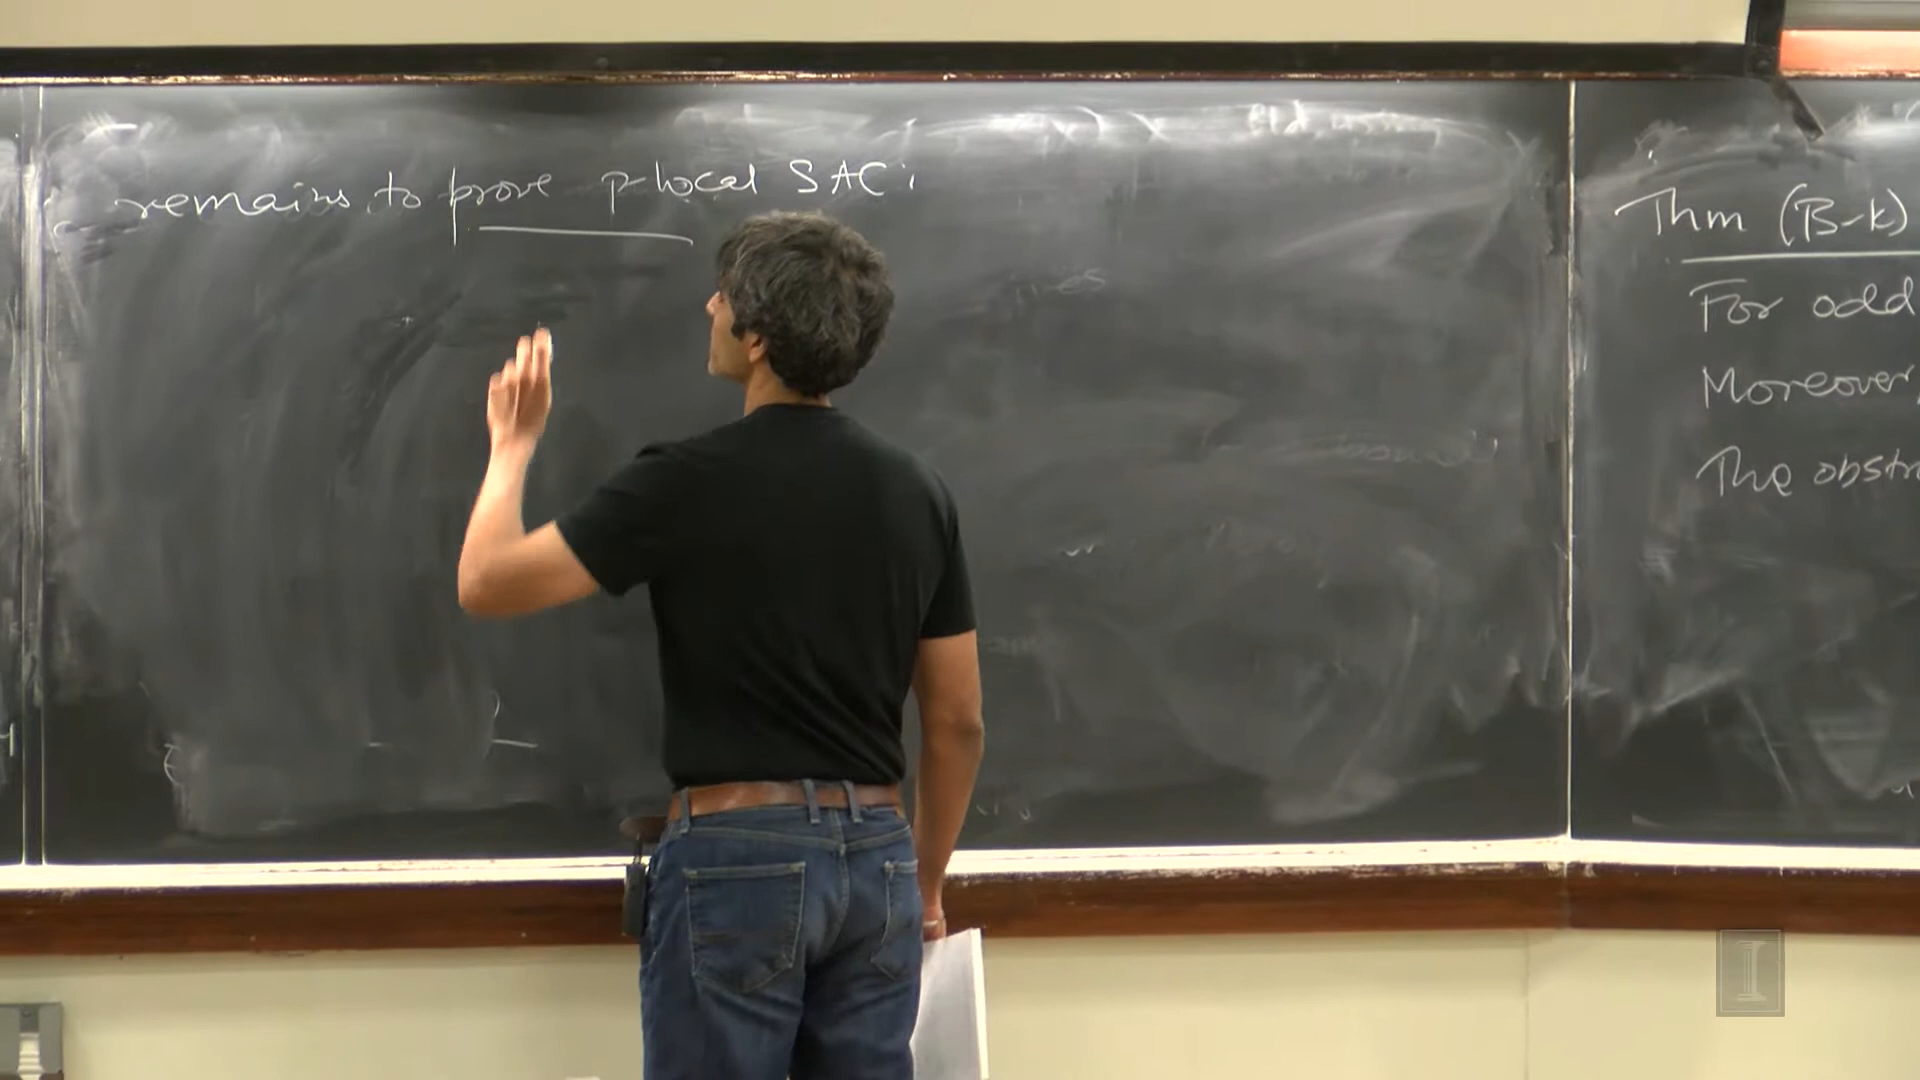 remains to prove p-local SAC:
Thm (B-K)
For odd
Moreover,
The obstr